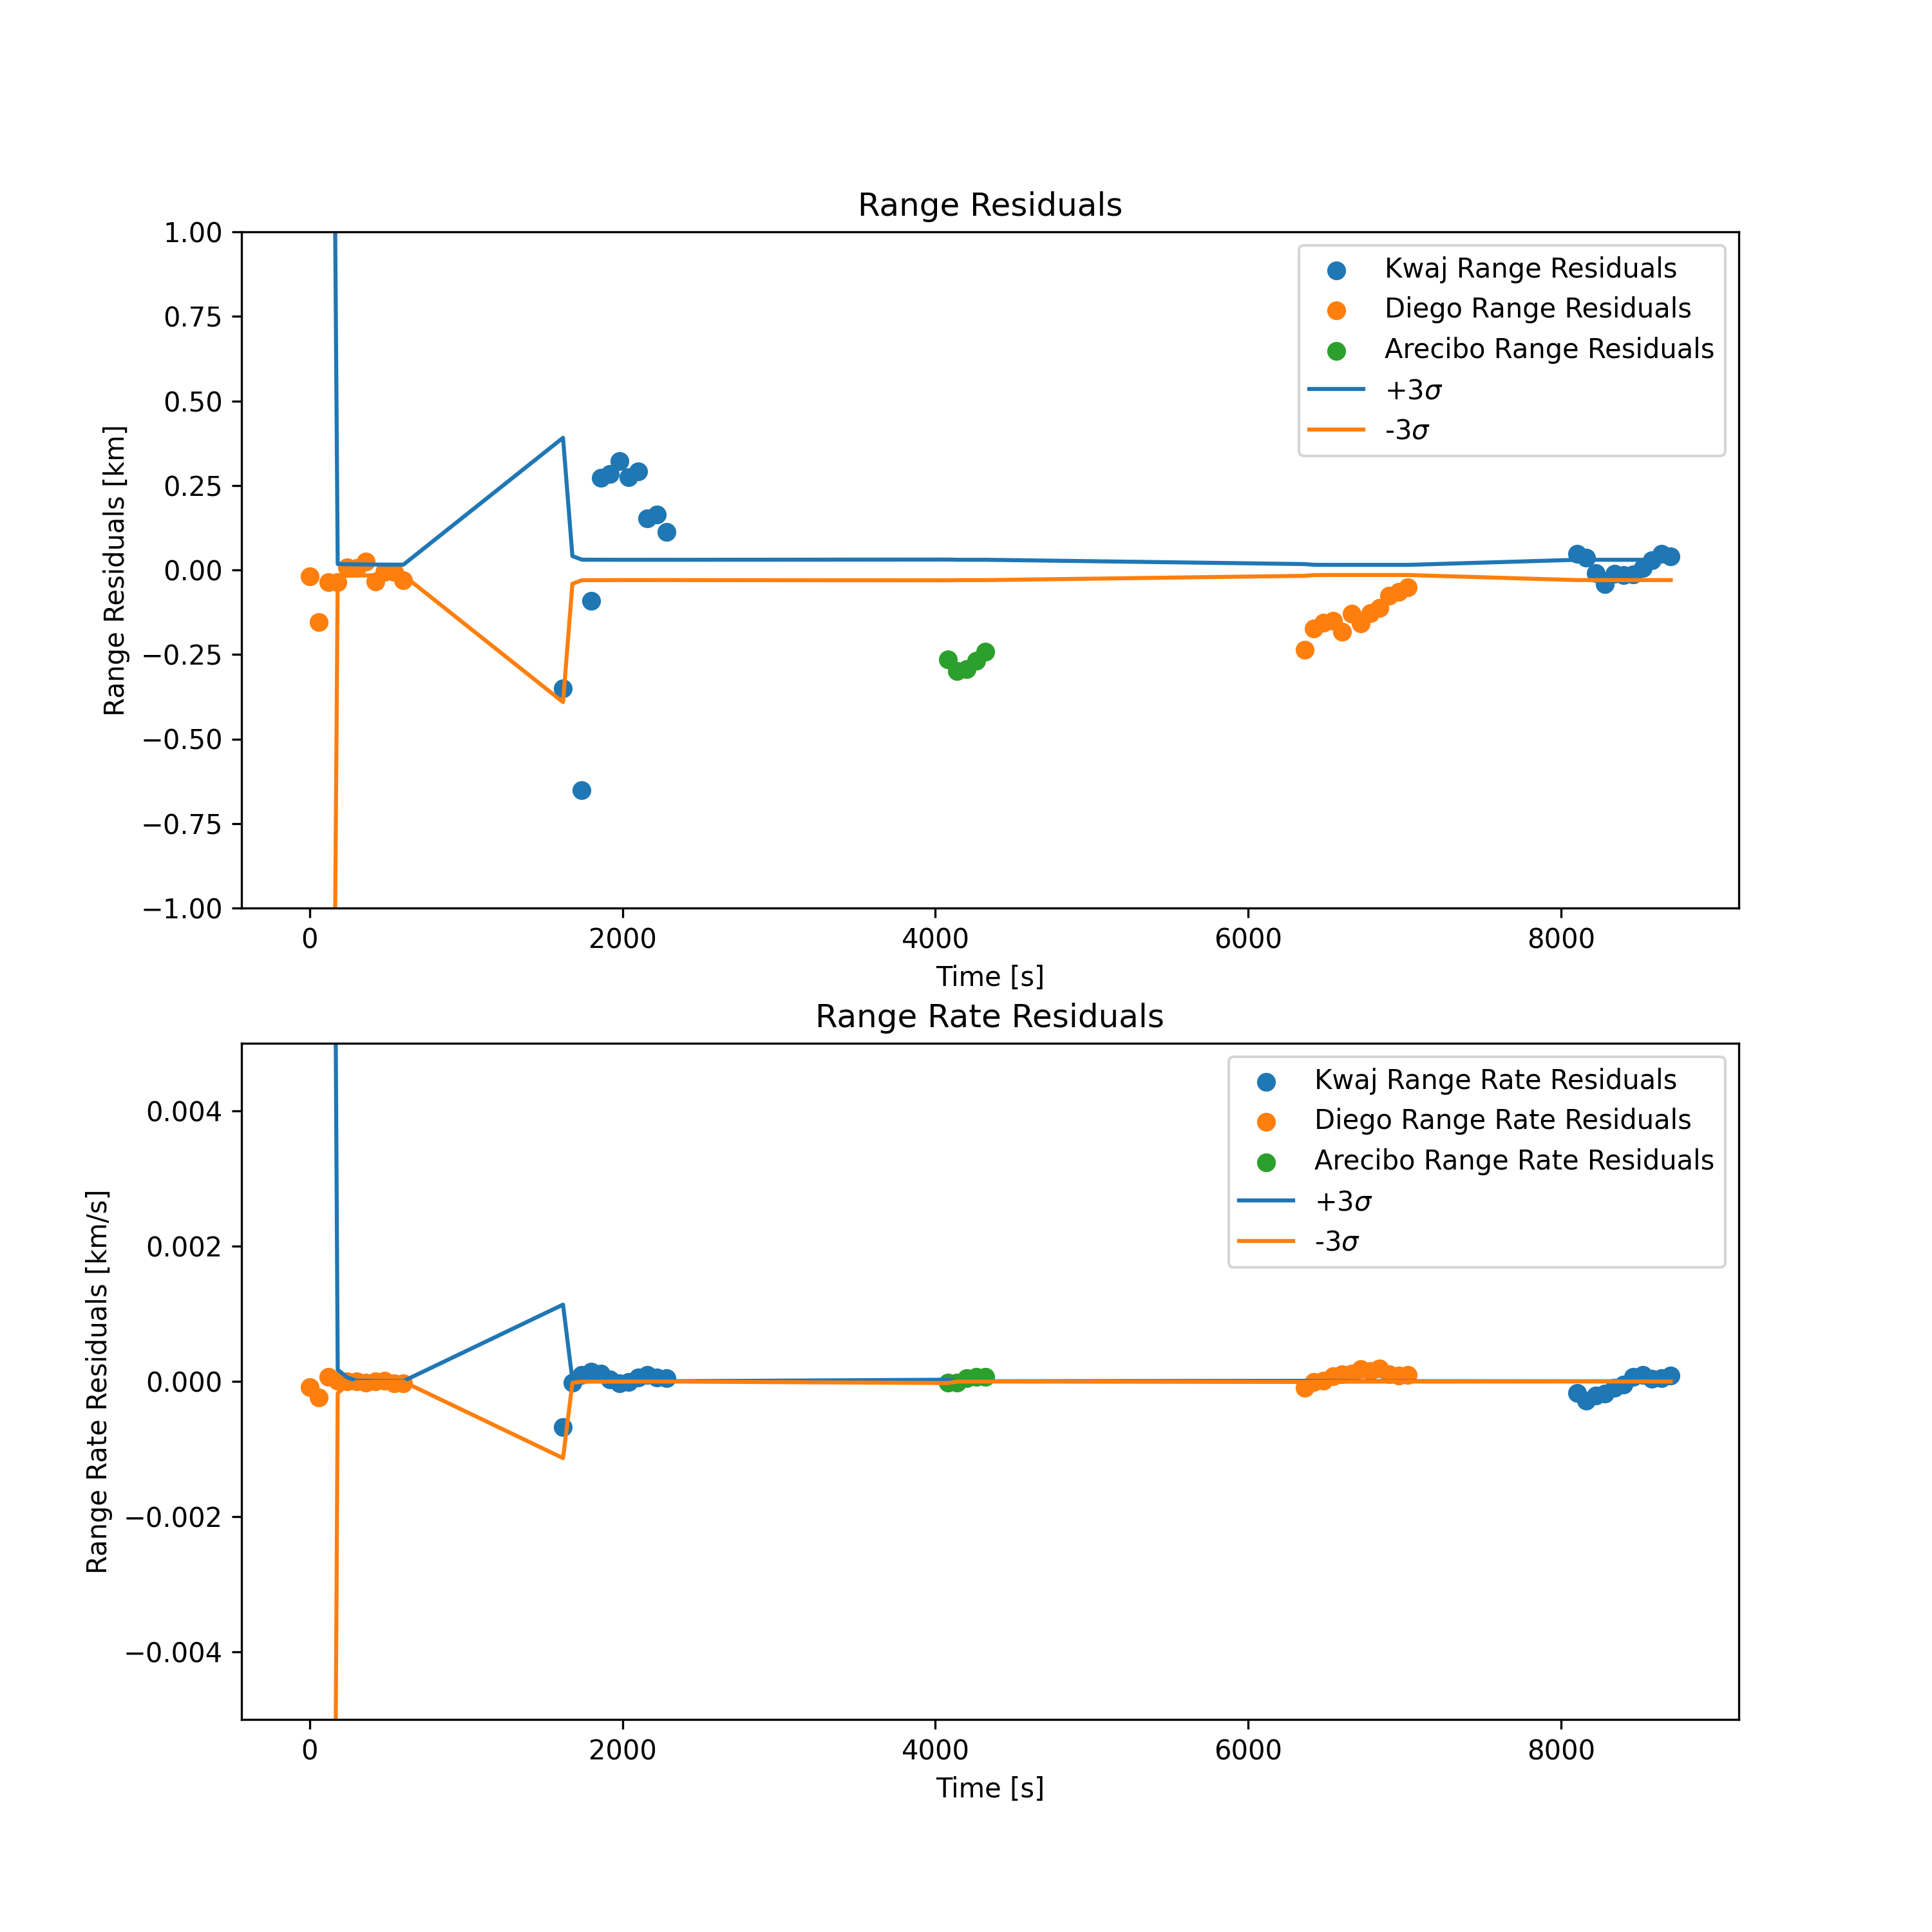 Range Residuals
1.00
0.75
0.50
0.25
0.00
−0.25
−0.50
−0.75
−1.00
Range Residuals [km]
Kwaj Range Residuals
Diego Range Residuals
Arecibo Range Residuals
+3σ
-3σ
0 2000 4000 6000 8000
Time [s]
Range Rate Residuals
0.004
0.002
0.000
−0.002
−0.004
Range Rate Residuals [km/s]
Kwaj Range Rate Residuals
Diego Range Rate Residuals
Arecibo Range Rate Residuals
+3σ
-3σ
0 2000 4000 6000 8000
Time [s]